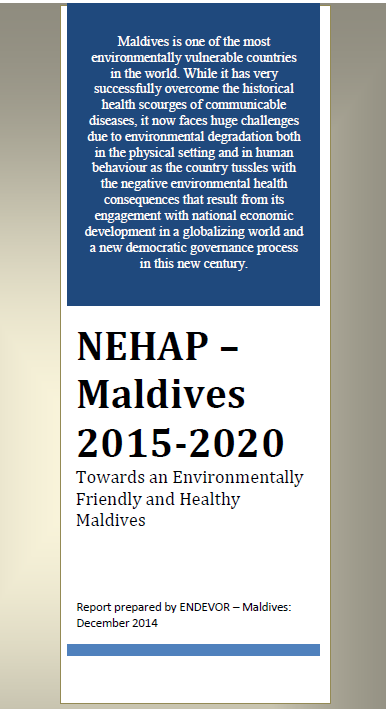 Maldives is one of the most
environmentally vulnerable countries
in the world. While it has very
successfully overcome the historical
health scourges of communicable
diseases, it now faces huge challenges
due to environmental degradation both
in the physical setting and in human
behaviour as the country tussles with
the negative environmental health
consequences that result from its
engagement with national economic
development in a globalizing world and
a new democratic governance process
in this new century.
NEHAP –
Maldives
2015-2020
Towards an Environmentally
Friendly and Healthy
Maldives
Report prepared by ENDEVOR – Maldives:
December 2014